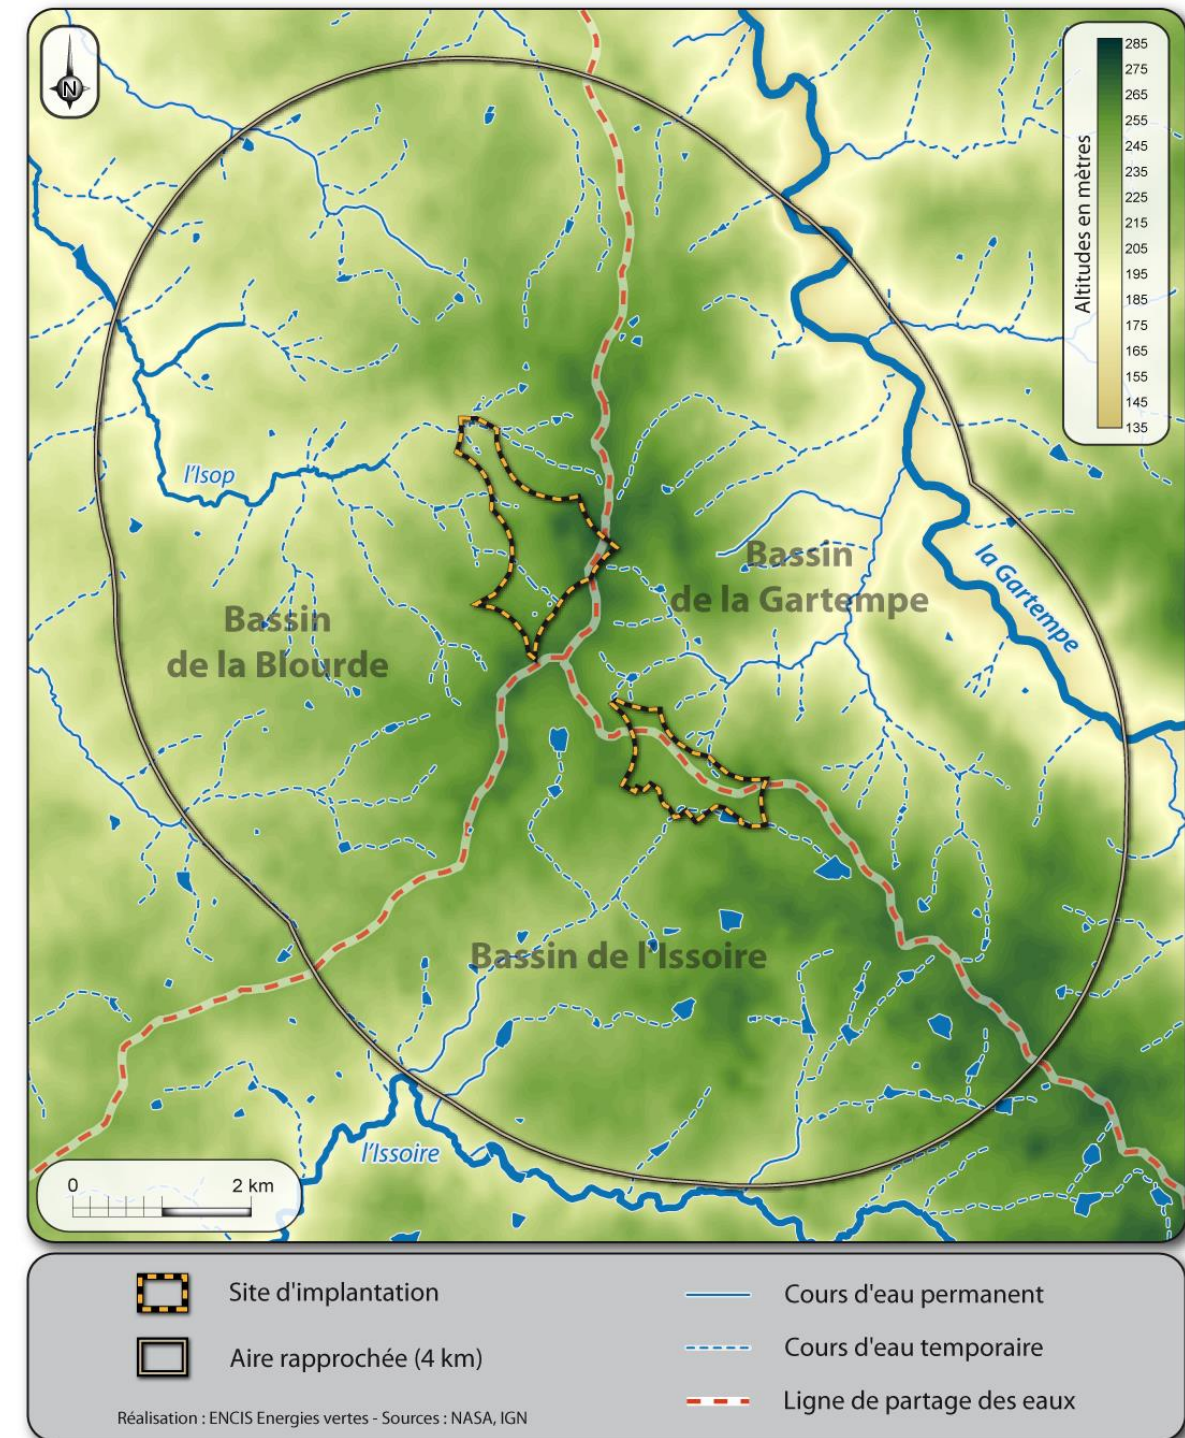 N
Altitudes en mètres
285
275
265
255
245
235
225
215
205
195
185
175
165
155
145
135
l'Isop
Bassin
de la Gartempe
la Gartempe
Bassin
de la Blourde
Bassin de l'Issoire
l'Issoire
0 2 km
Site d'implantation
Aire rapprochée (4 km)
Réalisation : ENCIS Energies vertes - Sources : NASA, IGN
Cours d'eau permanent
Cours d'eau temporaire
Ligne de partage des eaux